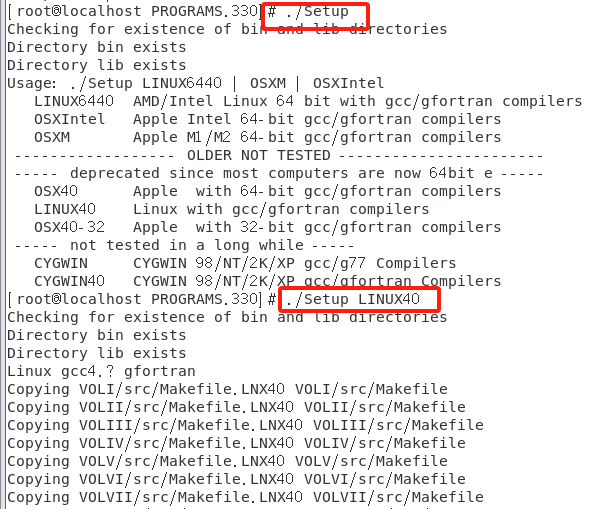 [root@localhost PROGRAMS.330]# ./Setup
Checking for existence of bin and lib directories
Directory bin exists
Directory lib exists
Usage: ./Setup LINUX6440 | OSXM | OSXIntel
LINUX6440 AMD/Intel Linux 64 bit with gcc/gfortran compilers
OSXIntel Apple Intel 64-bit gcc/gfortran compilers
OSXM Apple M1/M2 64-bit gcc/gfortran compilers
------------------ OLDER NOT TESTED -----------------------
----- deprecated since most computers are now 64bit e -----
OSX40 Apple with 64-bit gcc/gfortran compilers
LINUX40 Linux with gcc/gfortran compilers
OSX40-32 Apple with 32-bit gcc/gfortran compilers
----- not tested in a long while -----
CYGWIN CYGWIN 98/NT/2K/XP gcc/g77 Compilers
CYGWIN40 CYGWIN 98/NT/2K/XP gcc/gfortran Compilers
[root@localhost PROGRAMS.330]# ./Setup LINUX40
Checking for existence of bin and lib directories
Directory bin exists
Directory lib exists
Linux gcc4.? gfortran
Copying VOLI/src/Makefile.LNX40 VOLI/src/Makefile
Copying VOLII/src/Makefile.LNX40 VOLII/src/Makefile
Copying VOLIII/src/Makefile.LNX40 VOLIII/src/Makefile
Copying VOLIV/src/Makefile.LNX40 VOLIV/src/Makefile
Copying VOLV/src/Makefile.LNX40 VOLV/src/Makefile
Copying VOLVI/src/Makefile.LNX40 VOLVI/src/Makefile
Copying VOLVII/src/Makefile.LNX40 VOLVII/src/Makefile